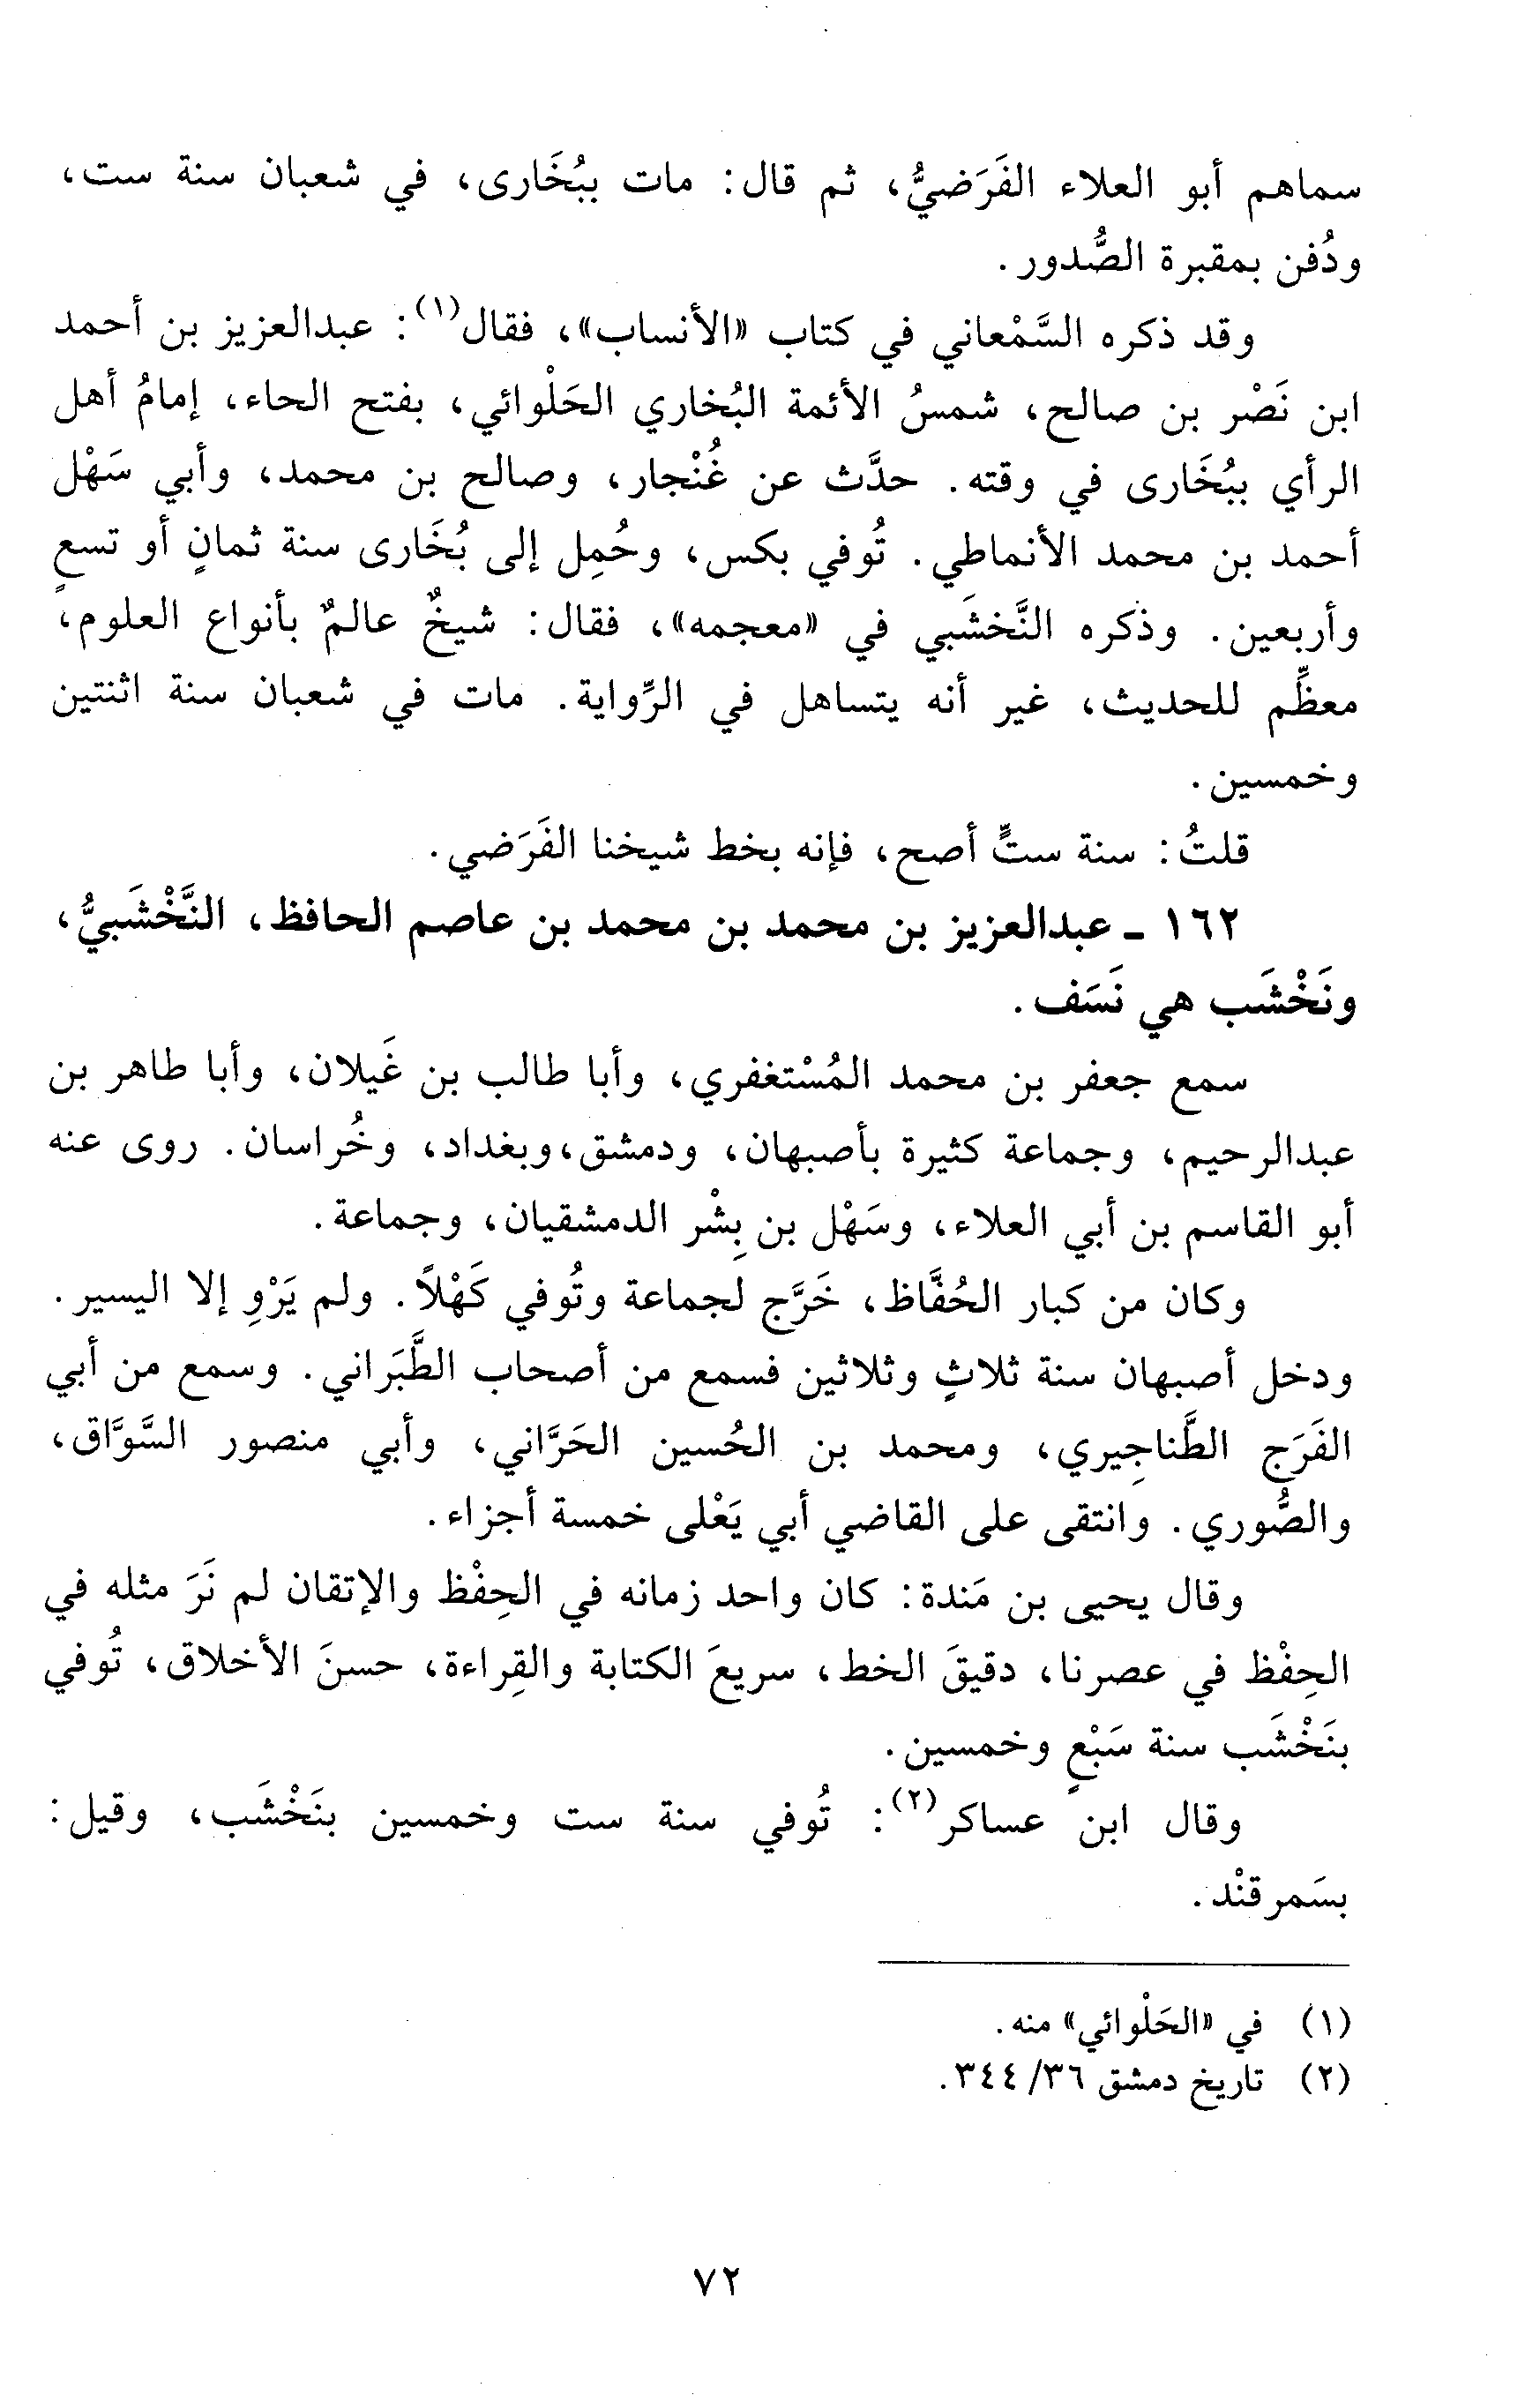 سماهم أبو العلاء الفَرَضيُّ، ثم قال: مات ببُخَارى، في شعبان سنة ست،
ودُفن بمقبرة الصُّدور.
وقد ذكره السَّمْعاني في كتاب «الأنساب»، فقال(١): عبدالعزيز بن أحمد
ابن نَصْر بن صالح، شمسُ الأئمة البُخاري الحَلْوائي، بفتح الحاء، إمامُ أهل
الرأي ببُخَارى في وقته. حدَّث عن غُنْجار، وصالح بن محمد، وأبي سَهْل
أحمد بن محمد الأنماطي. تُوفي بكس، وحُمِل إلى بُخَارى سنة ثمانٍ أو تسعٍ
وأربعين. وذكره النَّخشَبي في «معجمه»، فقال: شيخٌ عالمٌ بأنواع العلوم،
معظِّم للحديث، غير أنه يتساهل في الرِّواية. مات في شعبان سنة اثنتين
وخمسين.
قلتُ: سنة ستٍّ أصح، فإنه بخط شيخنا الفَرَضي.
١٦٢ - عبدالعزيز بن محمد بن محمد بن عاصم الحافظ، النَّخْشَبيُّ،
ونَخْشَب هي نَسَف.
سمع جعفر بن محمد المُسْتغفري، وأبا طالب بن غَيلان، وأبا طاهر بن
عبدالرحيم، وجماعة كثيرة بأصبهان، ودمشق،وبغداد، وخُراسان. روى عنه
أبو القاسم بن أبي العلاء، وسَهْل بن بِشْر الدمشقيان، وجماعة.
وكان من كبار الحُفَّاظ، خَرَّج لجماعة وتُوفي كَهْلاً. ولم يَرْوِ إلا اليسير.
ودخل أصبهان سنة ثلاثٍ وثلاثين فسمع من أصحاب الطَّبَراني. وسمع من أبي
الفَرَج الطَّناجِيري، ومحمد بن الحُسين الحَرَّاني، وأبي منصور السَّوَّاق،
والصُّوري. وانتقى على القاضي أبي يَعْلى خمسة أجزاء.
وقال يحيى بن مَندة: كان واحد زمانه في الحِفْظ والإتقان لم نَرَ مثله في
الحِفْظ في عصرنا، دقيقَ الخط، سريعَ الكتابة والقِراءة، حسنَ الأخلاق، تُوفي
بنَخْشَب سنة سَبْعٍ وخمسين.
وقال ابن عساكر(٢): تُوفي سنة ست وخمسين بنَخْشَب، وقيل:
بسَمرقنْد.
(١) في «الحَلْوائي» منه.
(٢) تاريخ دمشق ٣٦/ ٣٤٤.
٧٢